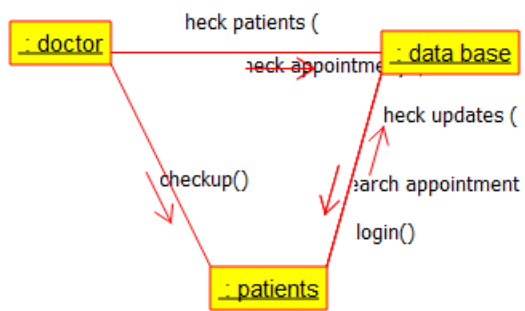 heck patients (
: doctor
: data base
heck appointme
heck updates (
checkup()
earch appointment
login()
: patients